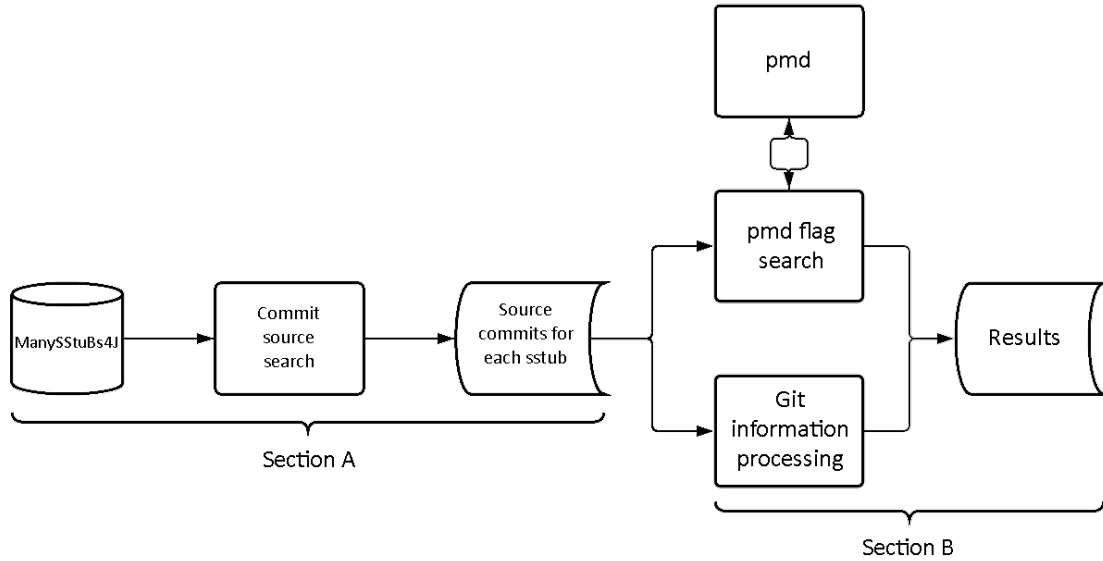 pmd
pmd flag
search
ManySStuBs4J
Commit
source
search
Source
commits for
each sstub
Results
Git
information
processing
Section A
Section B